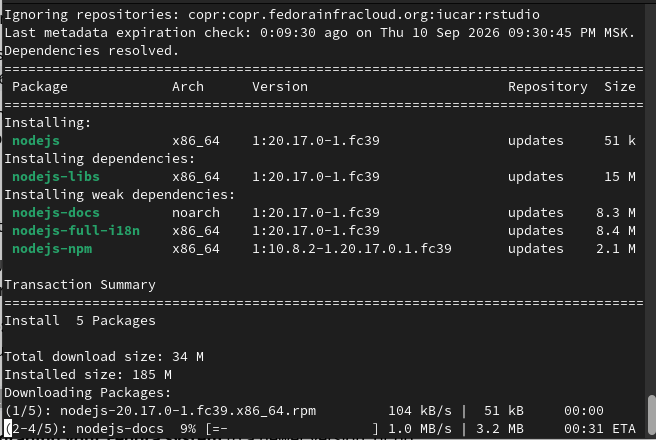 Ignoring repositories: copr:copr.fedorainfracloud.org:iucar:rstudio
Last metadata expiration check: 0:09:30 ago on Thu 10 Sep 2026 09:30:45 PM MSK.
Dependencies resolved.
================================================================================
Package Arch Version Repository Size
================================================================================
Installing:
nodejs x86_64 1:20.17.0-1.fc39 updates 51 k
Installing dependencies:
nodejs-libs x86_64 1:20.17.0-1.fc39 updates 15 M
Installing weak dependencies:
nodejs-docs noarch 1:20.17.0-1.fc39 updates 8.3 M
nodejs-full-i18n x86_64 1:20.17.0-1.fc39 updates 8.4 M
nodejs-npm x86_64 1:10.8.2-1.20.17.0.1.fc39 updates 2.1 M
Transaction Summary
================================================================================
Install 5 Packages
Total download size: 34 M
Installed size: 185 M
Downloading Packages:
(1/5): nodejs-20.17.0-1.fc39.x86_64.rpm 104 kB/s | 51 kB 00:00
(2-4/5): nodejs-docs 9% [=- ] 1.0 MB/s | 3.2 MB 00:31 ETA